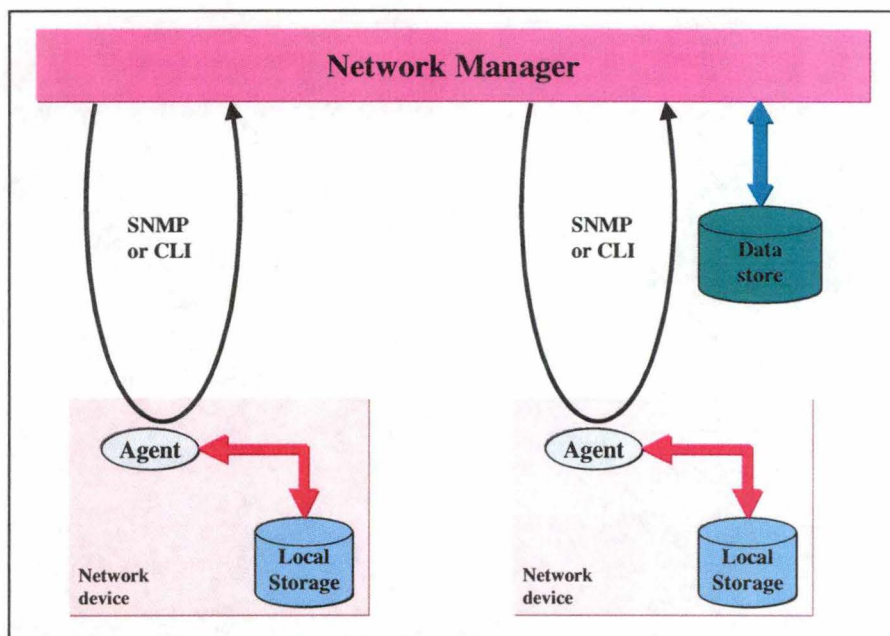 Network Manager
SNMP
or CLI
SNMP
or CLI
Data
store
Agent
Agent
Local
Storage
Network
device
Local
Storage
Network
device